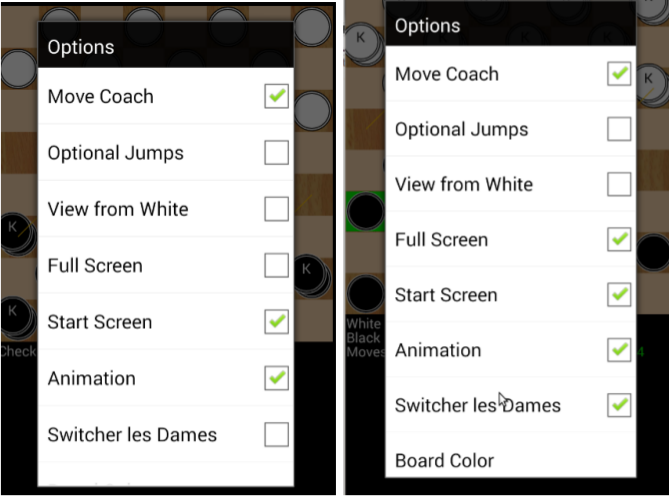 Options
Move Coach
Optional Jumps
View from White
Full Screen
Start Screen
Animation
Switcher les Dames
K
K
K
Check
Options
Move Coach
Optional Jumps
View from White
Full Screen
Start Screen
Animation
Switcher les Dames
Board Color
K
K
White
Black
Moves
4